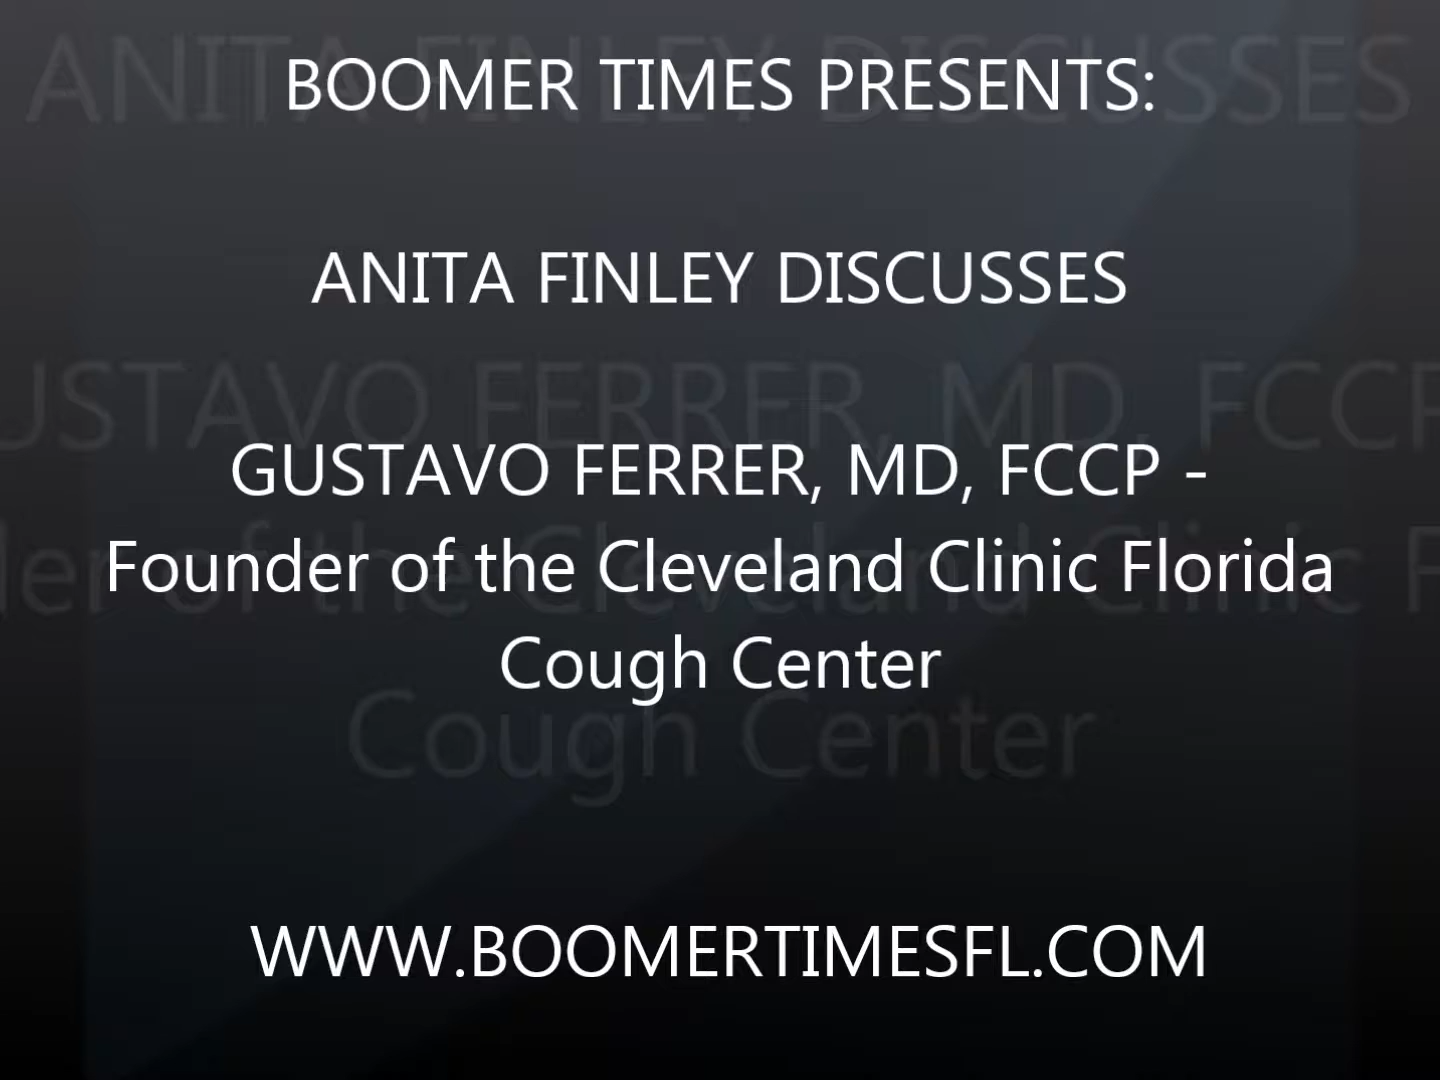 BOOMER TIMES PRESENTS:
ANITA FINLEY DISCUSSES
GUSTAVO FERRER, MD, FCCP -
Founder of the Cleveland Clinic Florida
Cough Center
WWW.BOOMERTIMESFL.COM